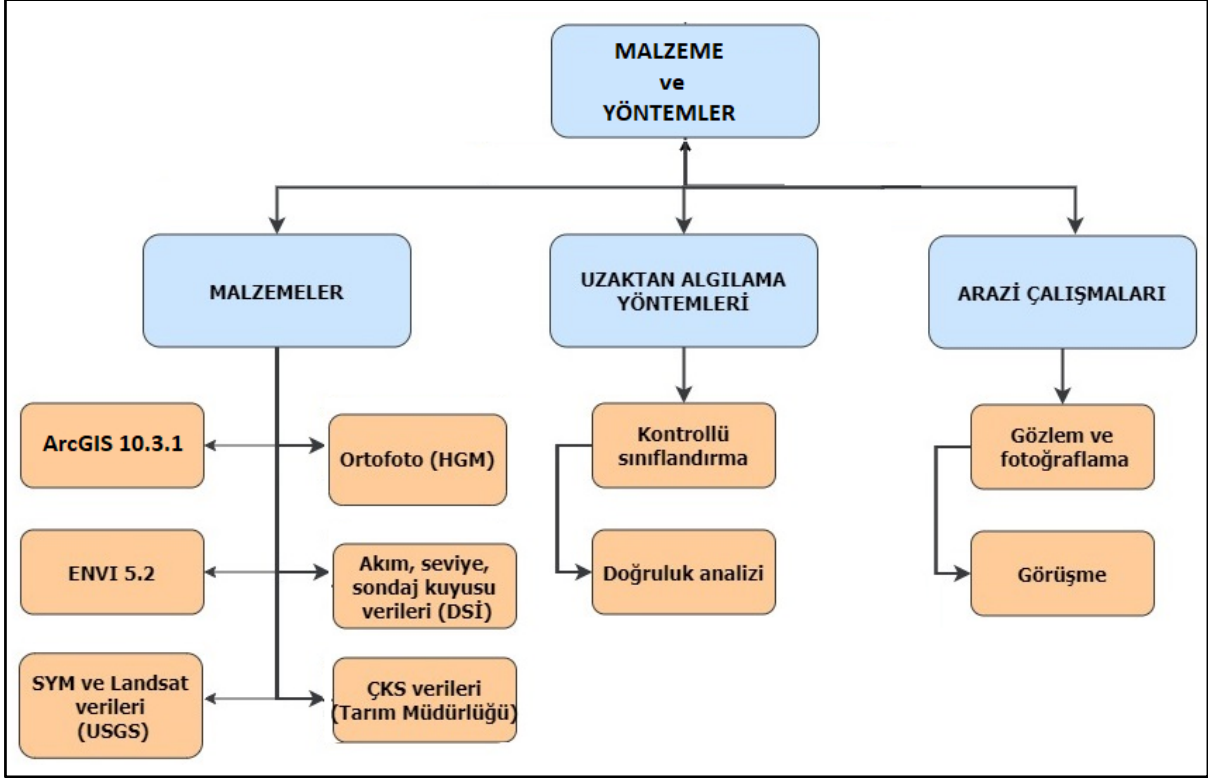 MALZEME
ve
YÖNTEMLER
MALZEMELER
UZAKTAN ALGILAMA
YÖNTEMLERİ
ARAZİ ÇALIŞMALARI
ArcGIS 10.3.1
Ortofoto (HGM)
ENVI 5.2
Akım, seviye,
sondaj kuyusu
verileri (DSİ)
SYM ve Landsat
verileri
(USGS)
ÇKS verileri
(Tarım Müdürlüğü)
Kontrollü
sınıflandırma
Doğruluk analizi
Gözlem ve
fotoğraflama
Görüşme